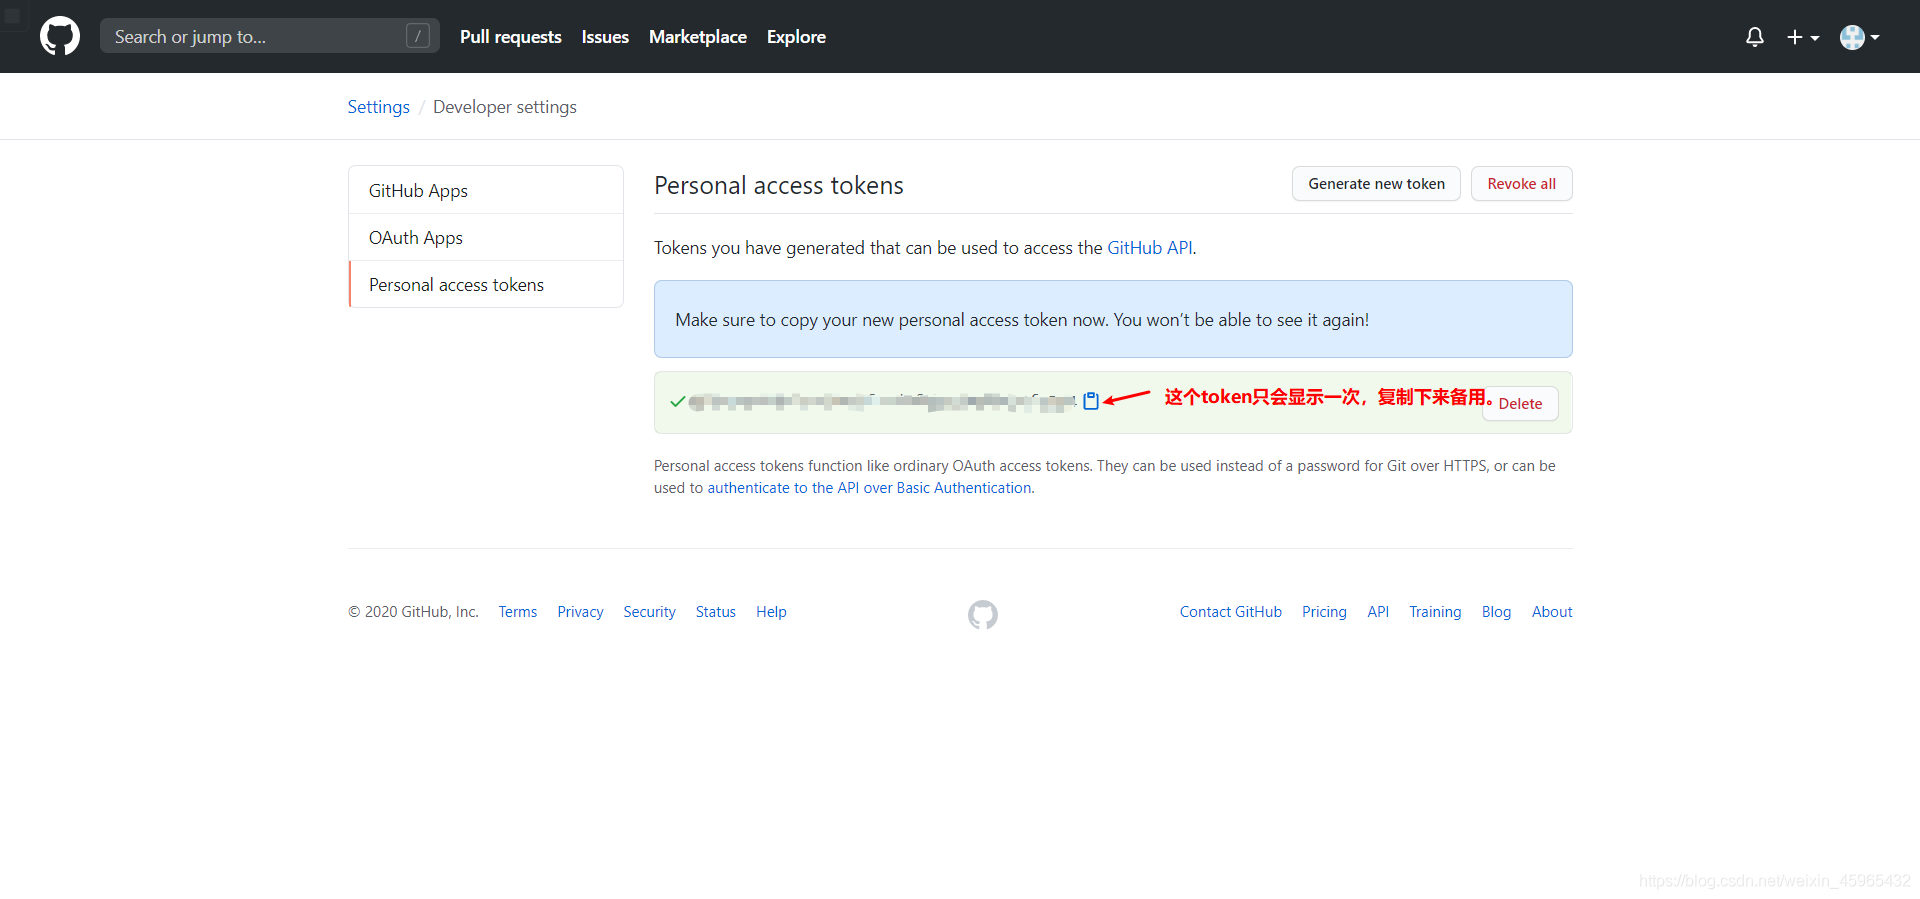 Search or jump to...
/
Pull requests
Issues
Marketplace
Explore
Settings / Developer settings
GitHub Apps
OAuth Apps
Personal access tokens
Personal access tokens
Generate new token
Revoke all
Tokens you have generated that can be used to access the GitHub API.
Make sure to copy your new personal access token now. You won't be able to see it again!
这个token只会显示一次，复制下来备用。
Delete
Personal access tokens function like ordinary OAuth access tokens. They can be used instead of a password for Git over HTTPS, or can be
used to authenticate to the API over Basic Authentication.
© 2020 GitHub, Inc.
Terms
Privacy
Security
Status
Help
Contact GitHub
Pricing
API
Training
Blog
About
https://blog.csdn.net/weixin_45965432